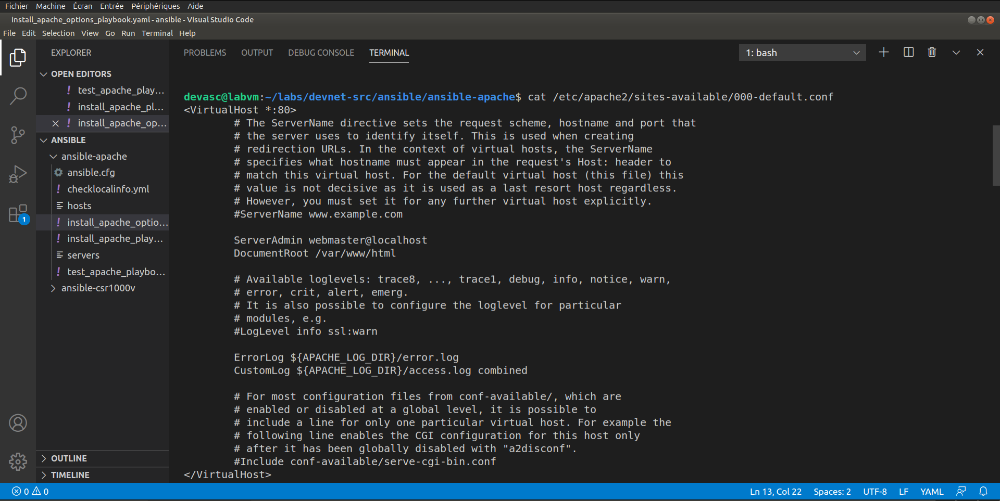 Fichier Machine Écran Entrée Périphériques Aide
install_apache_options_playbook.yaml - ansible - Visual Studio Code
File Edit Selection View Go Run Terminal Help
EXPLORER
OPEN EDITORS
! test_apache_play...
! install_apache_pl...
! install_apache_op...
ANSIBLE
ansible-apache
ansible.cfg
! checklocalinfo.yml
hosts
! install_apache_optio...
! install_apache_play...
servers
! test_apache_playbo...
ansible-csr1000v
OUTLINE
TIMELINE
1
PROBLEMS OUTPUT DEBUG CONSOLE TERMINAL
1: bash
devasc@labvm:~/labs/devnet-src/ansible/ansible-apache$ cat /etc/apache2/sites-available/000-default.conf
<VirtualHost *:80>
# The ServerName directive sets the request scheme, hostname and port that
# the server uses to identify itself. This is used when creating
# redirection URLs. In the context of virtual hosts, the ServerName
# specifies what hostname must appear in the request's Host: header to
# match this virtual host. For the default virtual host (this file) this
# value is not decisive as it is used as a last resort host regardless.
# However, you must set it for any further virtual host explicitly.
#ServerName www.example.com
ServerAdmin webmaster@localhost
DocumentRoot /var/www/html
# Available loglevels: trace8, ..., trace1, debug, info, notice, warn,
# error, crit, alert, emerg.
# It is also possible to configure the loglevel for particular
# modules, e.g.
#LogLevel info ssl:warn
ErrorLog ${APACHE_LOG_DIR}/error.log
CustomLog ${APACHE_LOG_DIR}/access.log combined
# For most configuration files from conf-available/, which are
# enabled or disabled at a global level, it is possible to
# include a line for only one particular virtual host. For example the
# following line enables the CGI configuration for this host only
# after it has been globally disabled with "a2disconf".
#Include conf-available/serve-cgi-bin.conf
</VirtualHost>
0 0 Ln 13, Col 22 Spaces: 2 UTF-8 LF YAML